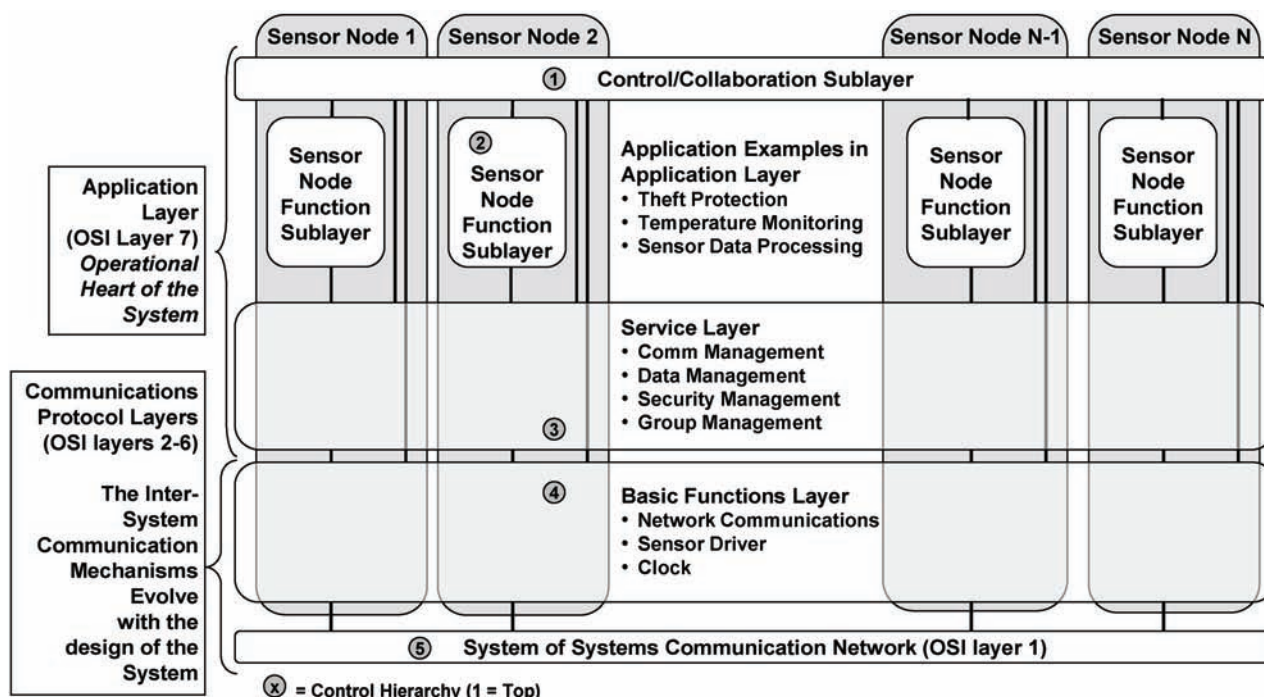 Sensor Node 1
Sensor Node 2
Sensor Node N-1
Sensor Node N
1 Control/Collaboration Sublayer
Sensor
Node
Function
Sublayer
2
Sensor
Node
Function
Sublayer
Application Examples in
Application Layer
• Theft Protection
• Temperature Monitoring
• Sensor Data Processing
Sensor
Node
Function
Sublayer
Sensor
Node
Function
Sublayer
Application
Layer
(OSI Layer 7)
Operational
Heart of the
System
Service Layer
• Comm Management
• Data Management
• Security Management
• Group Management
3
Communications
Protocol Layers
(OSI layers 2-6)
The Inter-
System
Communication
Mechanisms
Evolve
with the
design of the
System
4
Basic Functions Layer
• Network Communications
• Sensor Driver
• Clock
5 System of Systems Communication Network (OSI layer 1)
x = Control Hierarchy (1 = Top)